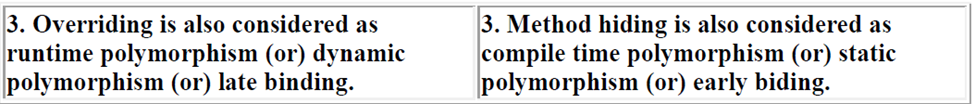 3. Overriding is also considered as
runtime polymorphism (or) dynamic
polymorphism (or) late binding.
3. Method hiding is also considered as
compile time polymorphism (or) static
polymorphism (or) early biding.